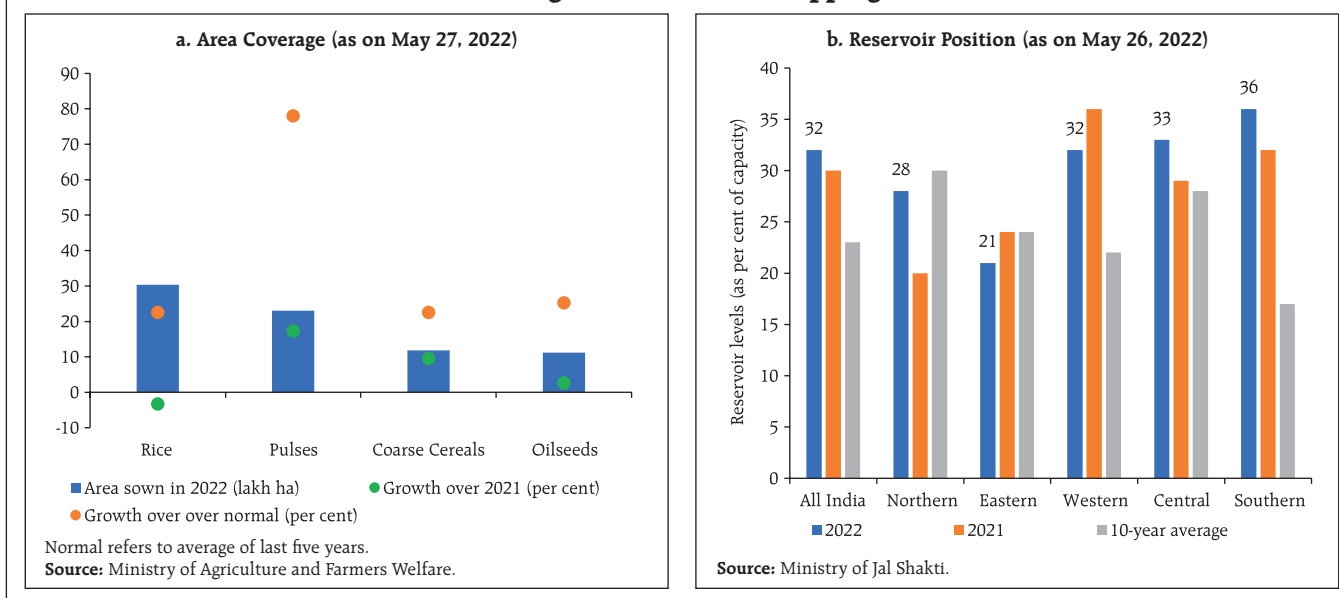 a. Area Coverage (as on May 27, 2022)
90
80
70
60
50
40
30
20
10
0
-10
Rice
Pulses
Coarse Cereals
Oilseeds
Area sown in 2022 (lakh ha)
Growth over 2021 (per cent)
Growth over over normal (per cent)
Normal refers to average of last five years.
Source: Ministry of Agriculture and Farmers Welfare.
b. Reservoir Position (as on May 26, 2022)
Reservoir levels (as per cent of capacity)
40
35
30
25
20
15
10
5
0
32
28
21
32
33
36
All India
Northern
Eastern
Western
Central
Southern
2022
2021
10-year average
Source: Ministry of Jal Shakti.